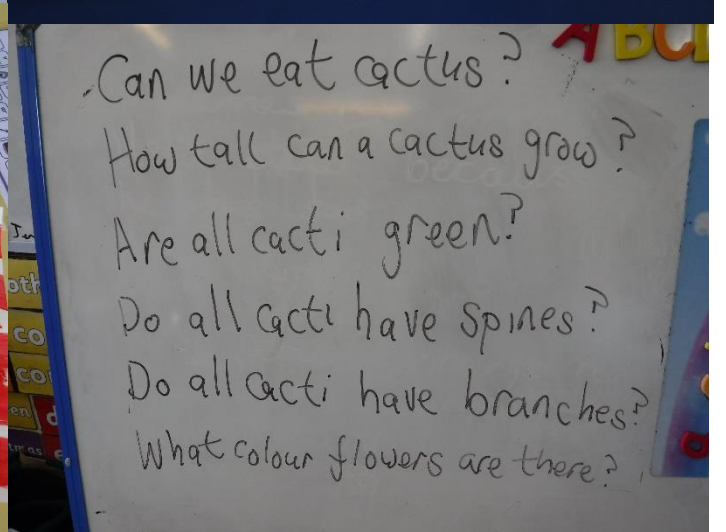 ABC
Can we eat cactus?
How tall can a cactus grow?
Are all cacti green?
Do all cacti have spines?
Do all cacti have branches?
What colour flowers are there?